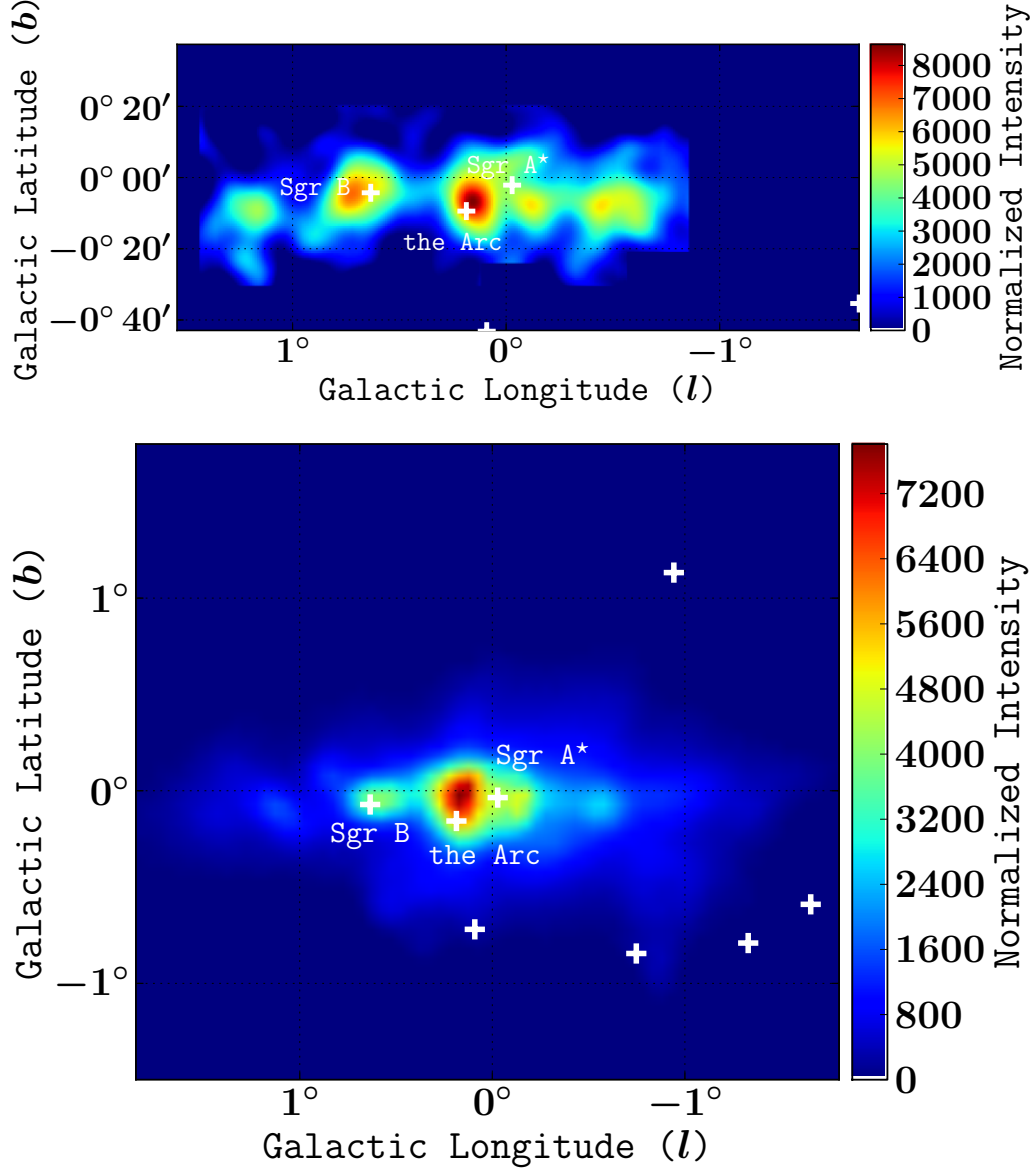 Galactic Latitude (b)
0° 20′
0° 00′
−0° 20′
−0° 40′
Sgr A⋆
Sgr B
the Arc
1°
0°
−1°
Galactic Longitude (l)
8000
7000
6000
5000
4000
3000
2000
1000
0
Normalized Intensity
Galactic Latitude (b)
1°
0°
−1°
Sgr A⋆
Sgr B
the Arc
1°
0°
−1°
Galactic Longitude (l)
7200
6400
5600
4800
4000
3200
2400
1600
800
0
Normalized Intensity